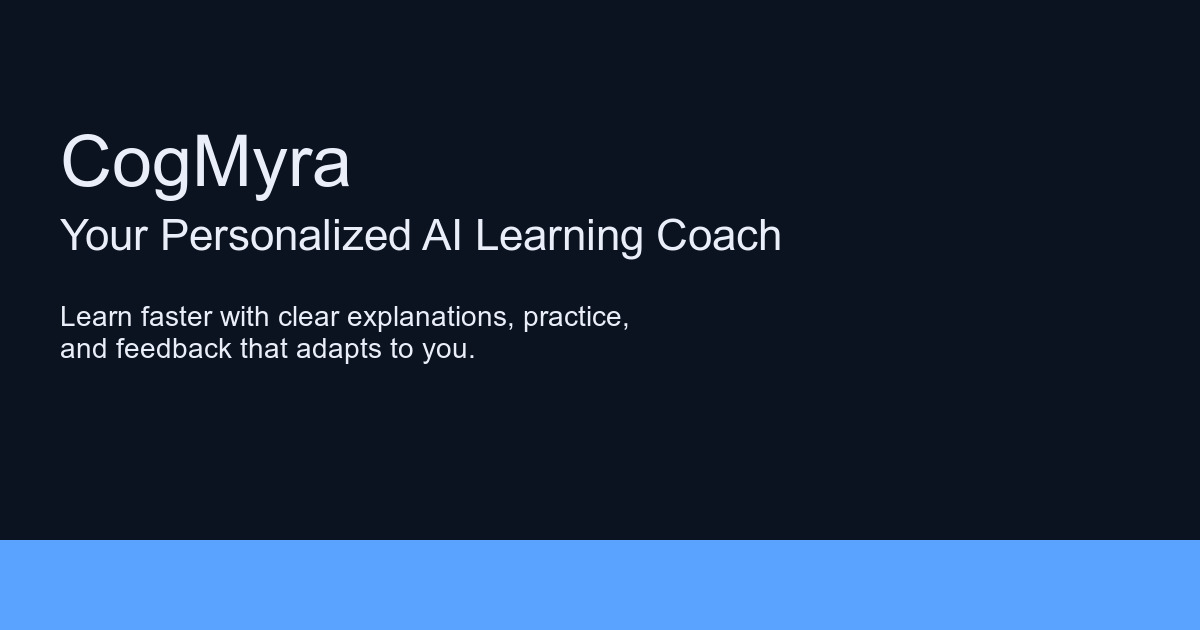 CogMyra
Your Personalized AI Learning Coach
Learn faster with clear explanations, practice,
and feedback that adapts to you.